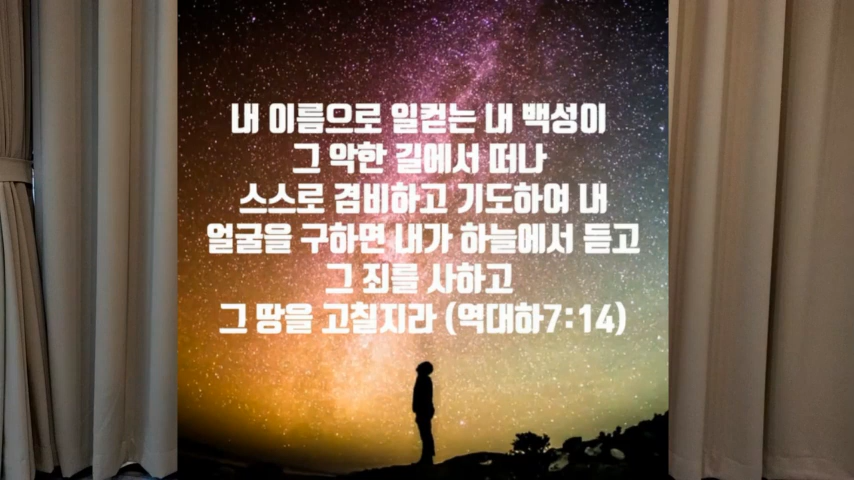 내 이름으로 일컫는 내 백성이
그 악한 길에서 떠나
스스로 겸비하고 기도하여 내
얼굴을 구하면 내가 하늘에서 듣고
그 죄를 사하고
그 땅을 고칠지라 (역대하7:14)